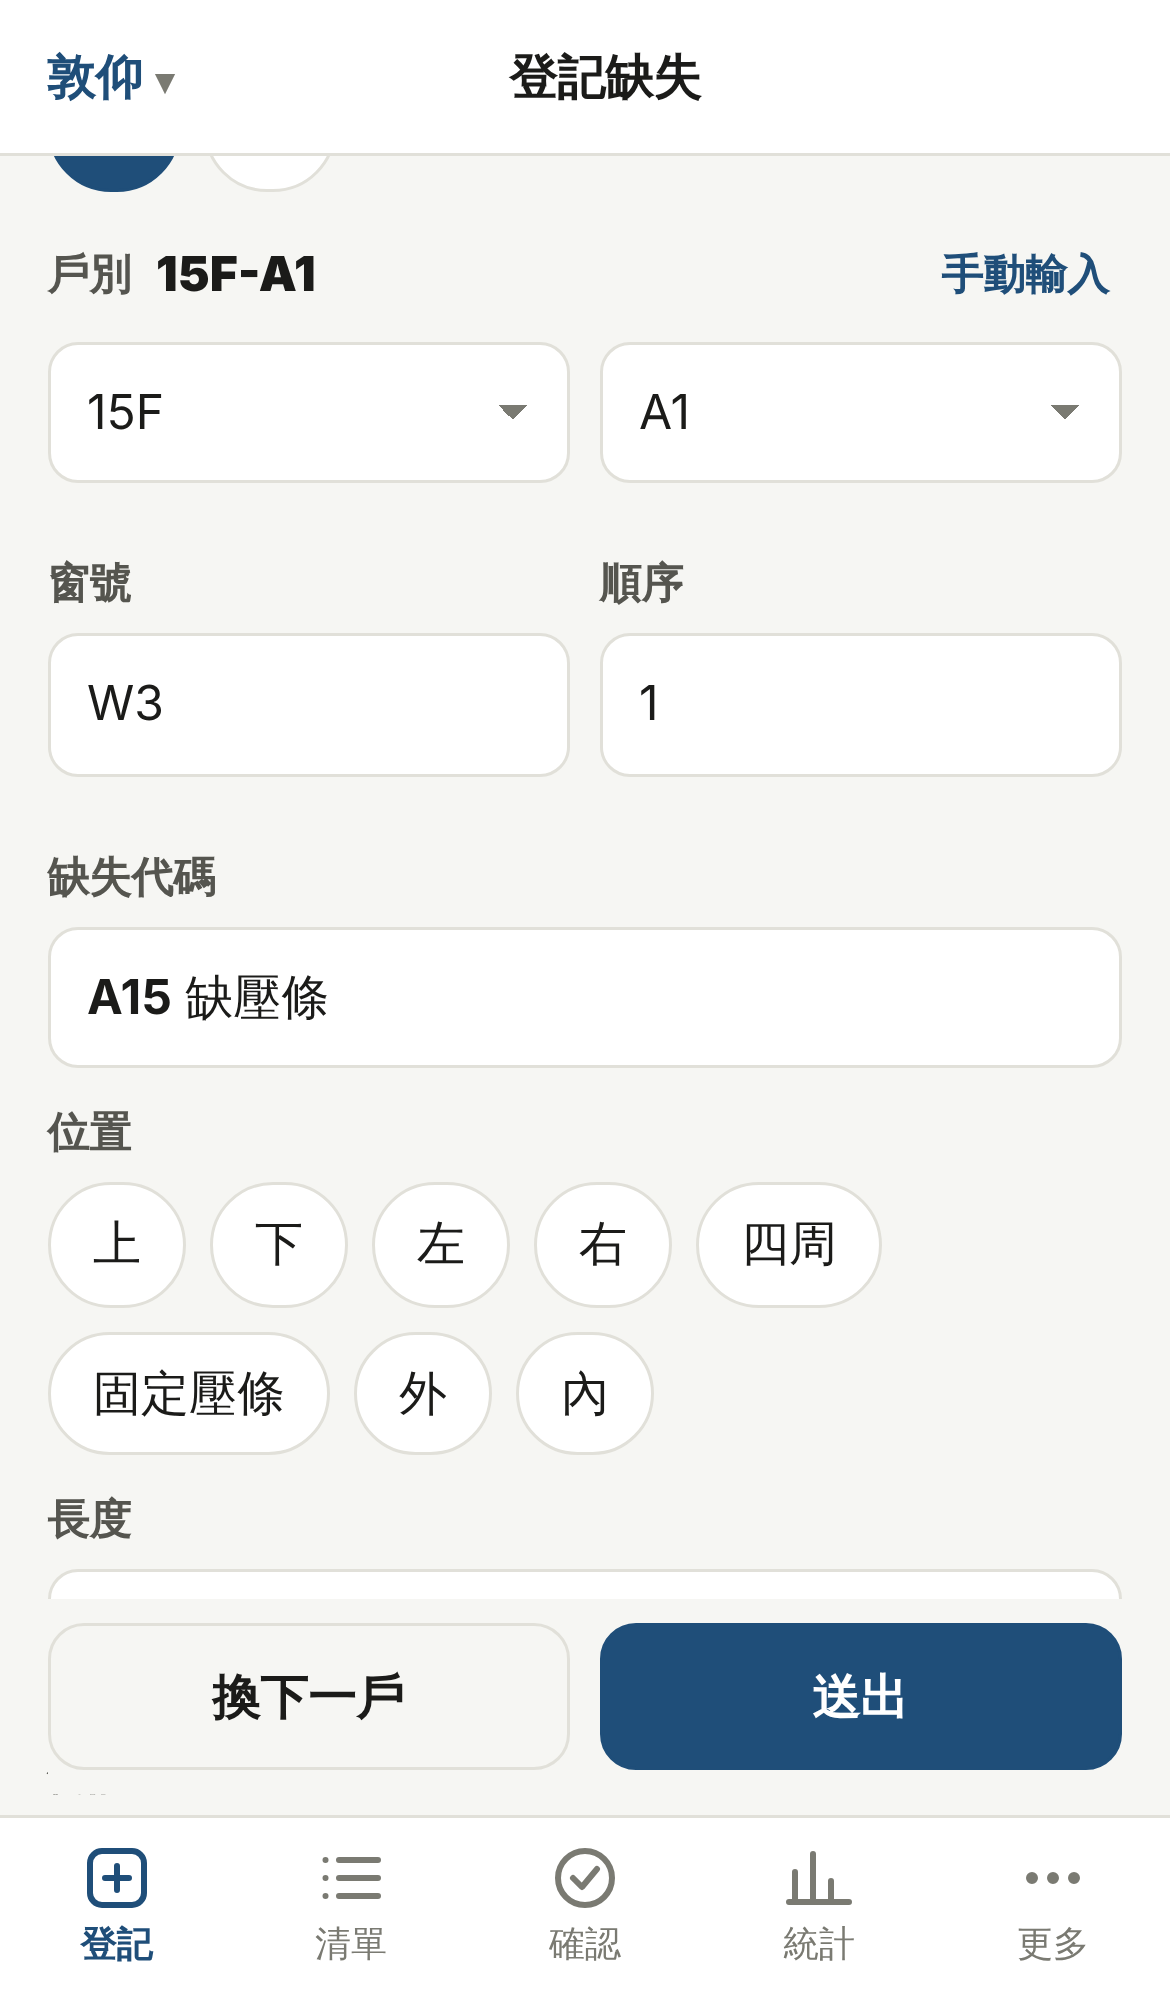 敦仰 ▾ 登記缺失
戶別 15F-A1 手動輸入
15F A1
窗號 順序
W3 1
缺失代碼
A15 缺壓條
位置
上 下 左 右 四周
固定壓條 外 內
長度
換下一戶 送出
登記 清單 確認 統計 更多